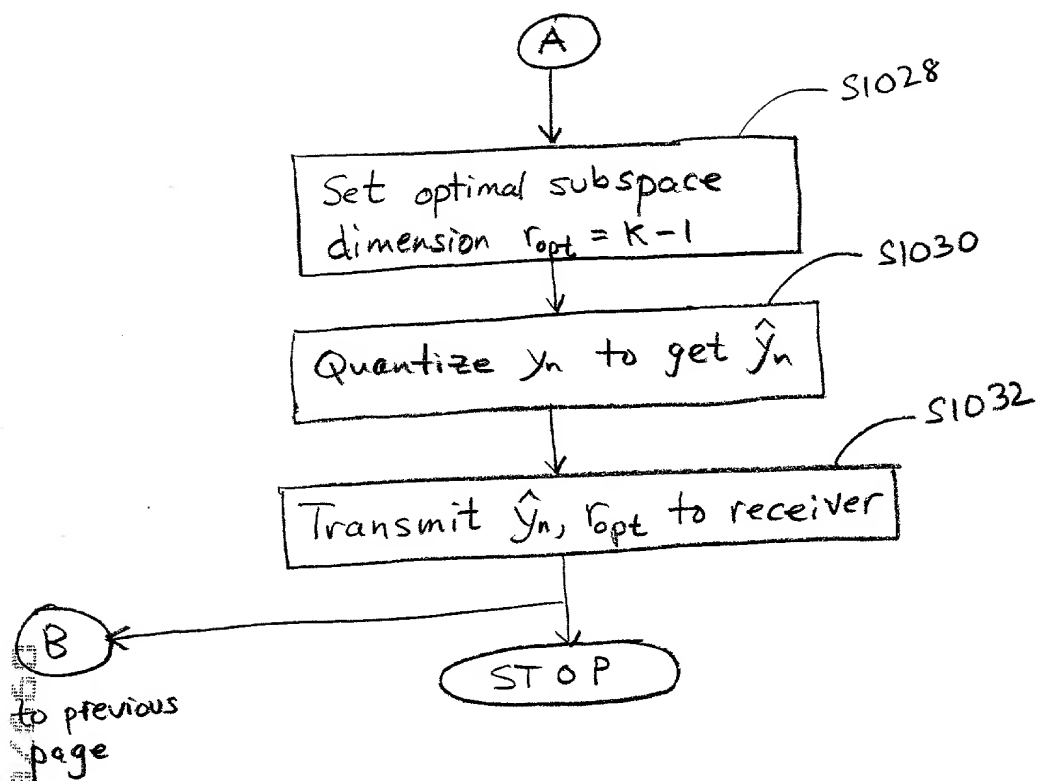 A
S1028
Set optimal subspace
dimension r_opt = K-1
S1030
Quantize y_n to get ŷ_n
S1032
Transmit ŷ_n, r_opt to receiver
B
STOP
to previous
page